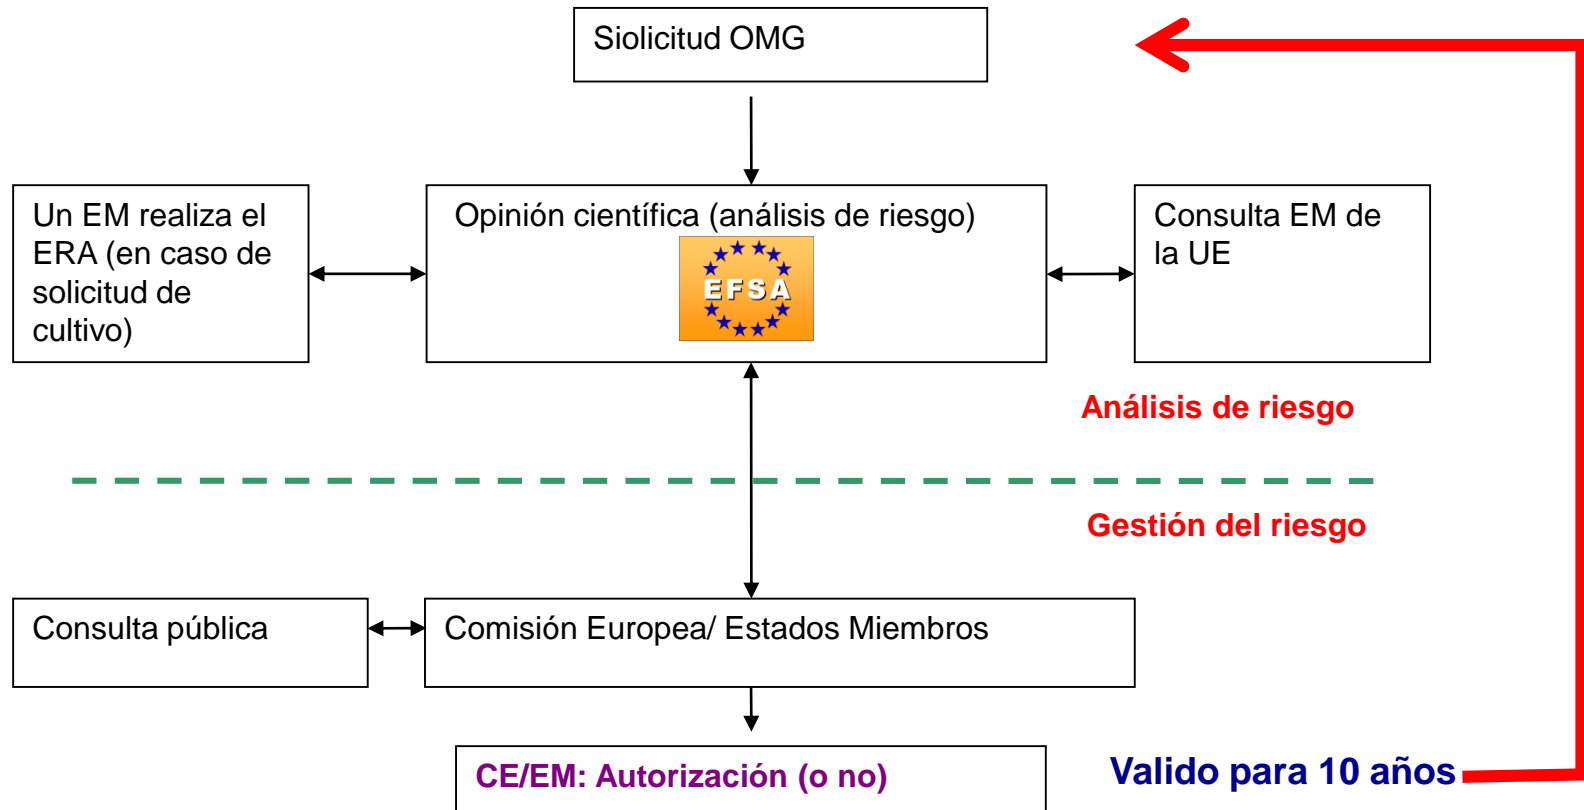 Siolicitud OMG
Un EM realiza el
ERA (en caso de
solicitud de
cultivo)
Opinión científica (análisis de riesgo)
EFSA
Consulta EM de
la UE
Análisis de riesgo
Gestión del riesgo
Consulta pública
Comisión Europea/ Estados Miembros
CE/EM: Autorización (o no)
Valido para 10 años